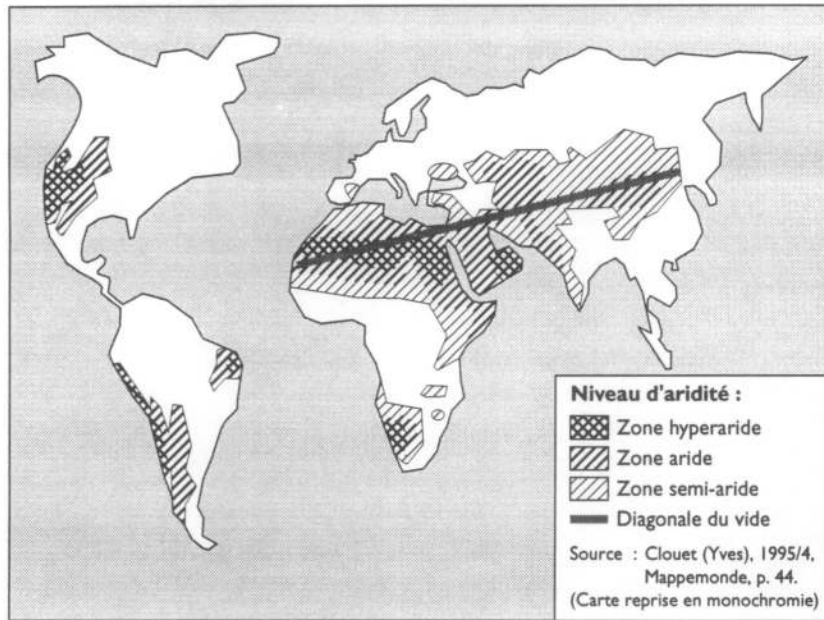 Niveau d'aridité :
Zone hyperaride
Zone aride
Zone semi-aride
Diagonale du vide
Source : Clouet (Yves), 1995/4,
Mappemonde, p. 44.
(Carte reprise en monochromie)